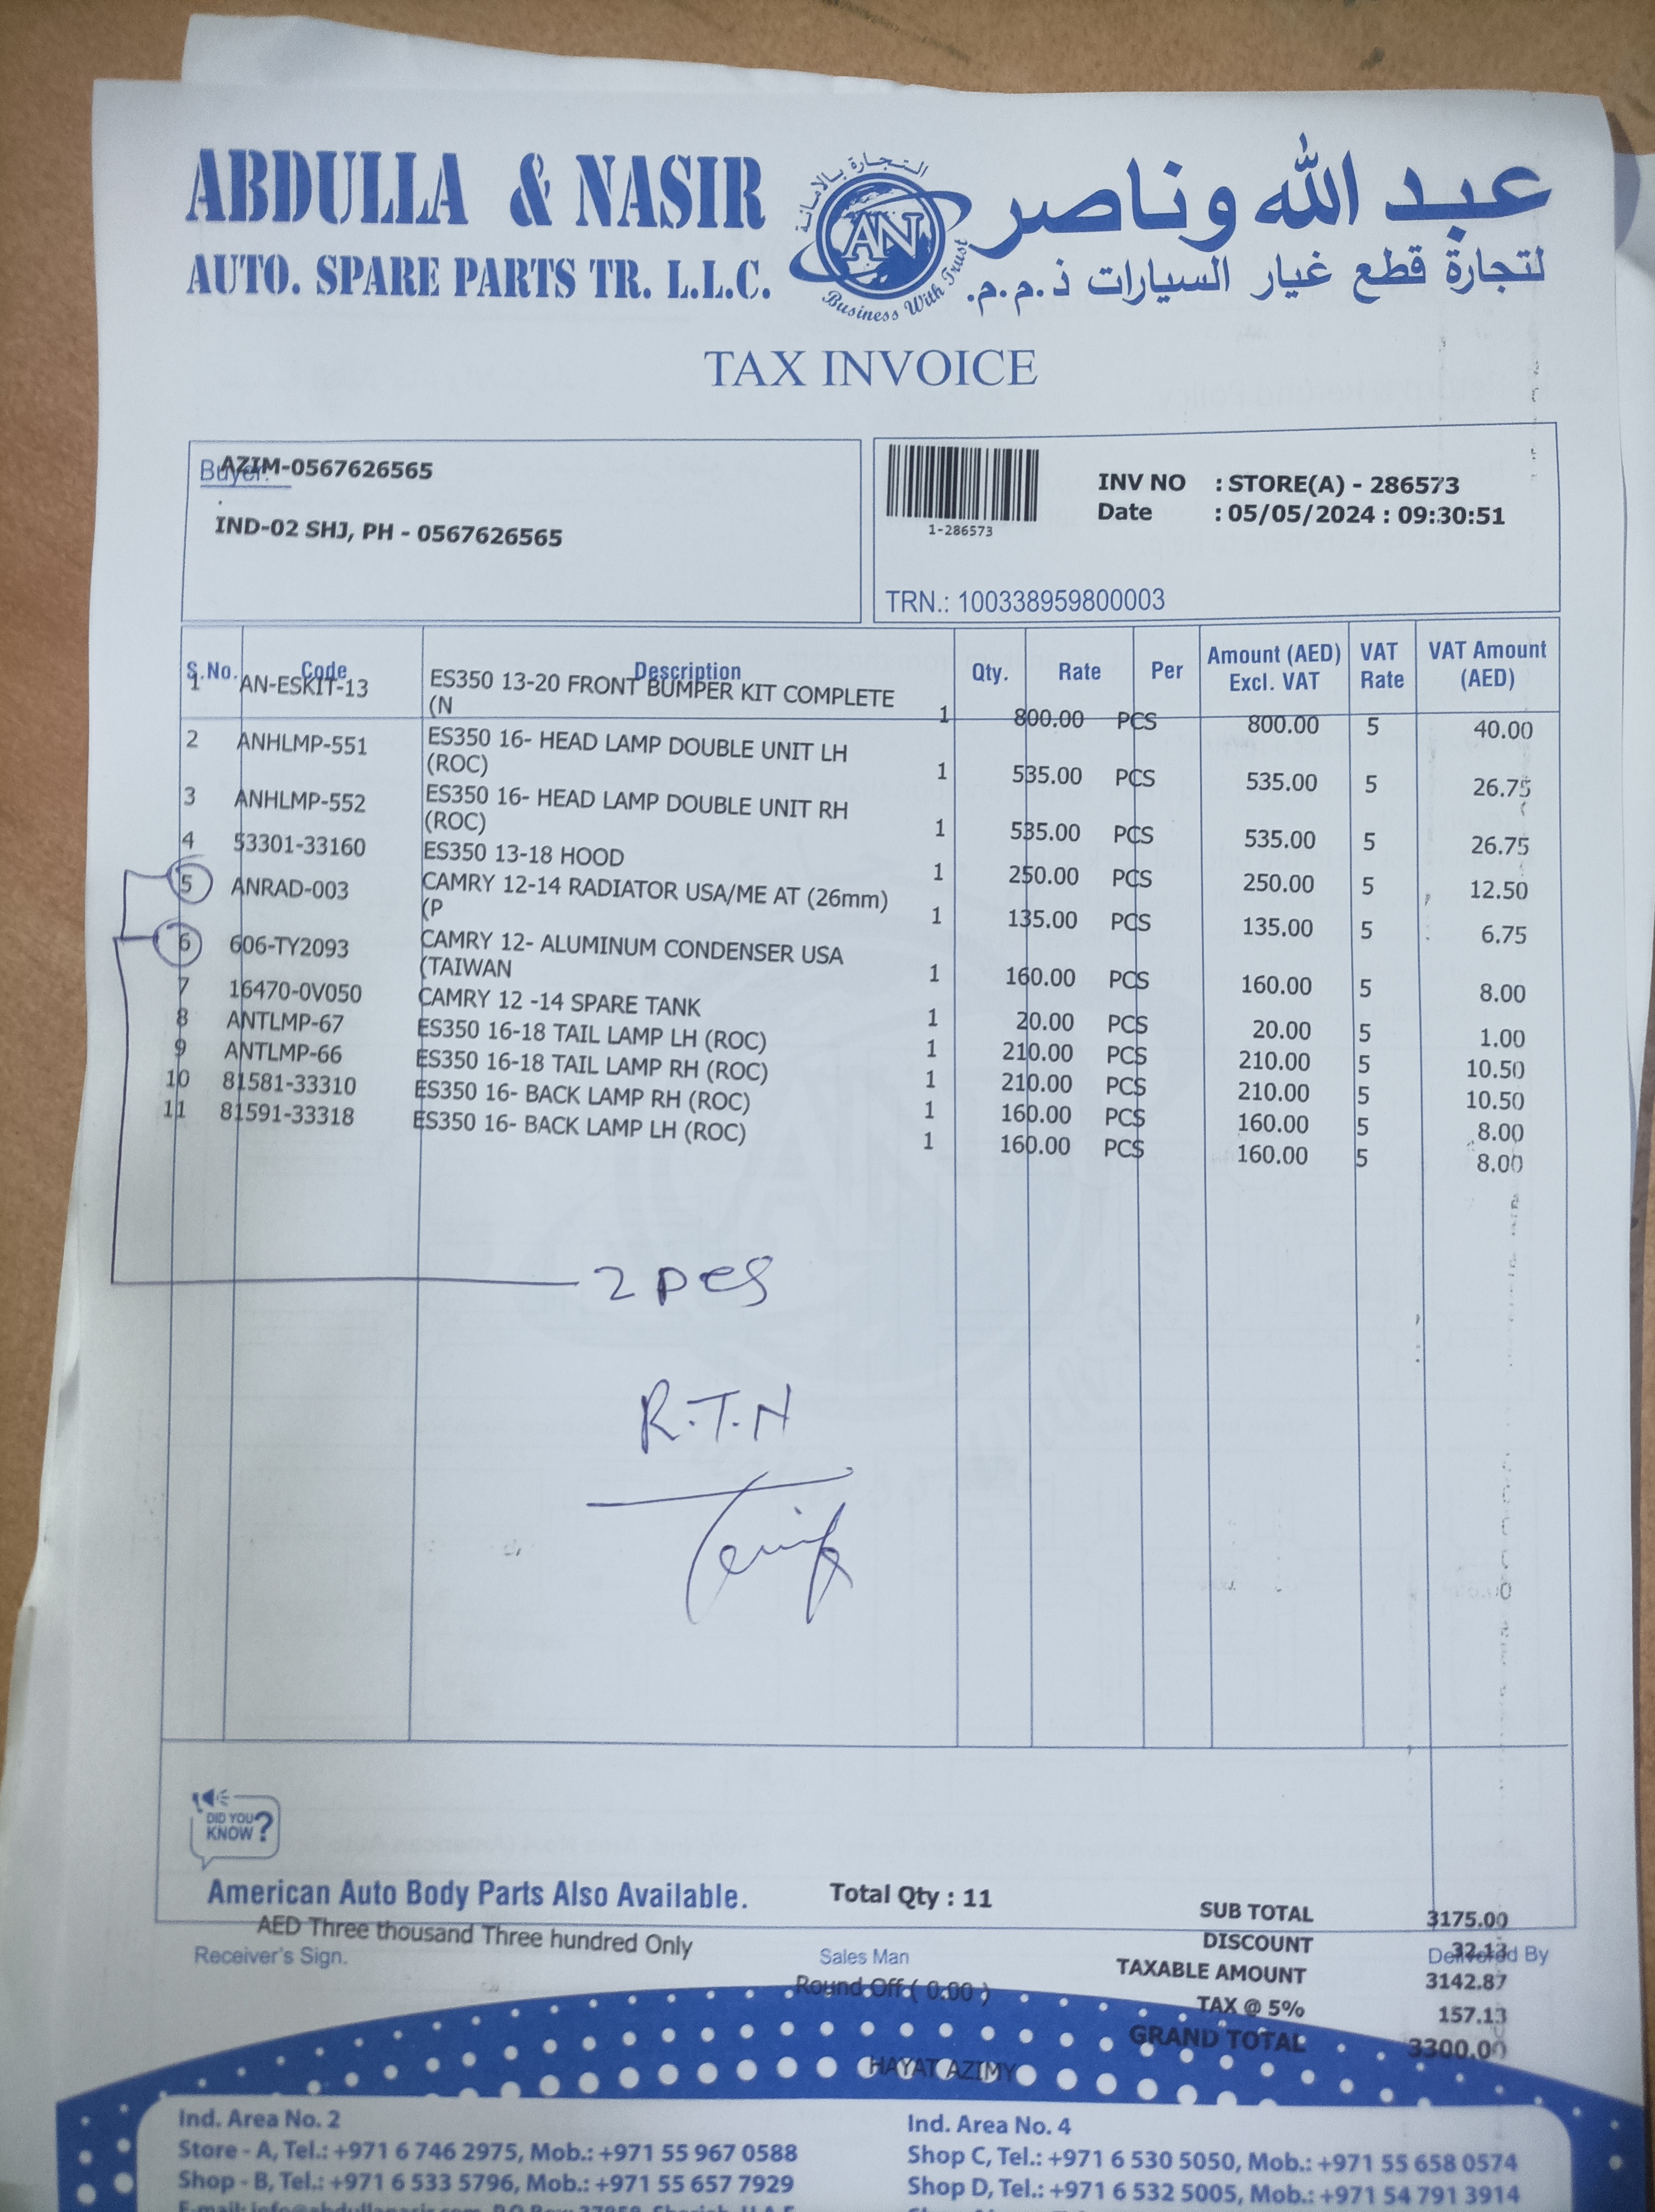 ABDULLA & NASIR
AUTO. SPARE PARTS TR. L.L.C.
التجارة بالامانة
AN
Business With Trust
عبد الله وناصر
لتجارة قطع غيار السيارات ذ.م.م.
TAX INVOICE
Buyer:
AZIM-0567626565
.
IND-02 SHJ, PH - 0567626565
1-286573
INV NO : STORE(A) - 286573
Date : 05/05/2024 : 09:30:51
TRN.: 100338959800003
S.No. Code Description Qty. Rate Per Amount (AED) Excl. VAT VAT Rate VAT Amount (AED)
1 AN-ESKIT-13 ES350 13-20 FRONT BUMPER KIT COMPLETE
(N 1 800.00 PCS 800.00 5 40.00
2 ANHLMP-551 ES350 16- HEAD LAMP DOUBLE UNIT LH
(ROC) 1 535.00 PCS 535.00 5 26.75
3 ANHLMP-552 ES350 16- HEAD LAMP DOUBLE UNIT RH
(ROC) 1 535.00 PCS 535.00 5 26.75
4 53301-33160 ES350 13-18 HOOD 1 250.00 PCS 250.00 5 12.50
5 ANRAD-003 CAMRY 12-14 RADIATOR USA/ME AT (26mm)
(P 1 135.00 PCS 135.00 5 6.75
6 606-TY2093 CAMRY 12- ALUMINUM CONDENSER USA
(TAIWAN 1 160.00 PCS 160.00 5 8.00
7 16470-0V050 CAMRY 12 -14 SPARE TANK 1 20.00 PCS 20.00 5 1.00
8 ANTLMP-67 ES350 16-18 TAIL LAMP LH (ROC) 1 210.00 PCS 210.00 5 10.50
9 ANTLMP-66 ES350 16-18 TAIL LAMP RH (ROC) 1 210.00 PCS 210.00 5 10.50
10 81581-33310 ES350 16- BACK LAMP RH (ROC) 1 160.00 PCS 160.00 5 8.00
11 81591-33318 ES350 16- BACK LAMP LH (ROC) 1 160.00 PCS 160.00 5 8.00
2 pcs
R.T.N
DID YOU
KNOW?
American Auto Body Parts Also Available.
Total Qty : 11
SUB TOTAL 3175.00
AED Three thousand Three hundred Only
DISCOUNT 32.13
Receiver's Sign. Sales Man Delivered By
TAXABLE AMOUNT 3142.87
Round Off ( 0.00 )
TAX @ 5% 157.13
GRAND TOTAL 3300.00
HAYAT AZIMY
Ind. Area No. 2
Store - A, Tel.: +971 6 746 2975, Mob.: +971 55 967 0588
Shop - B, Tel.: +971 6 533 5796, Mob.: +971 55 657 7929
Ind. Area No. 4
Shop C, Tel.: +971 6 530 5050, Mob.: +971 55 658 0574
Shop D, Tel.: +971 6 532 5005, Mob.: +971 54 791 3914